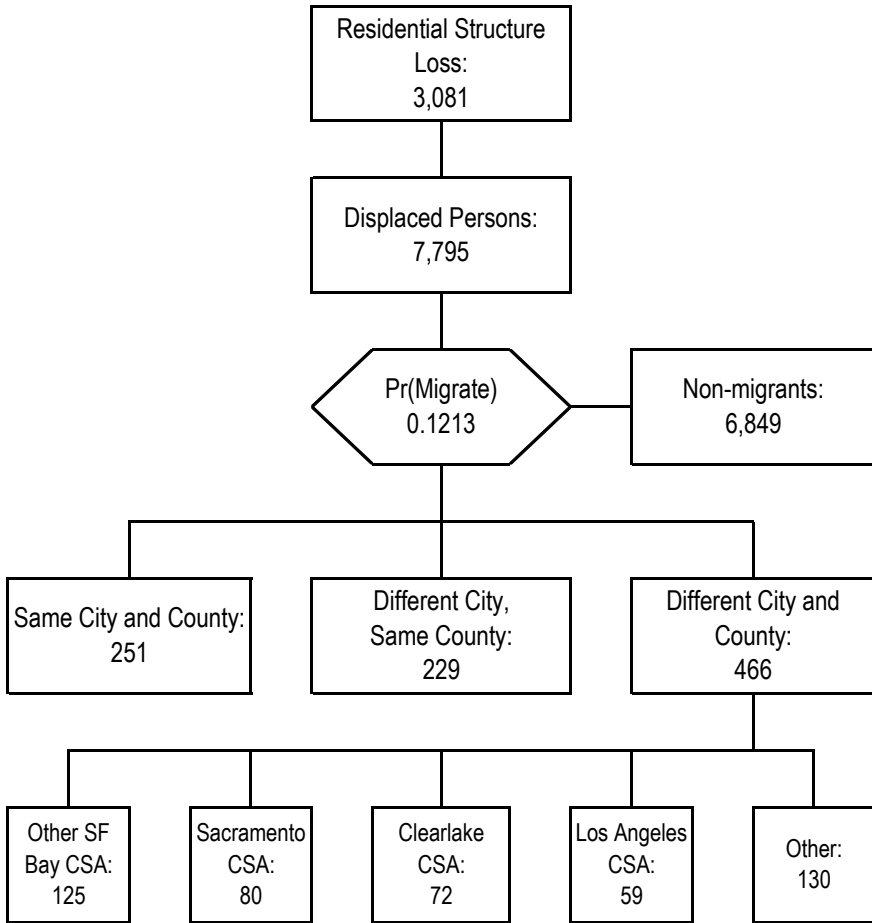 Residential Structure
Loss:
3,081
Displaced Persons:
7,795
Pr(Migrate)
0.1213
Non-migrants:
6,849
Same City and County:
251
Different City,
Same County:
229
Different City and
County:
466
Other SF
Bay CSA:
125
Sacramento
CSA:
80
Clearlake
CSA:
72
Los Angeles
CSA:
59
Other:
130